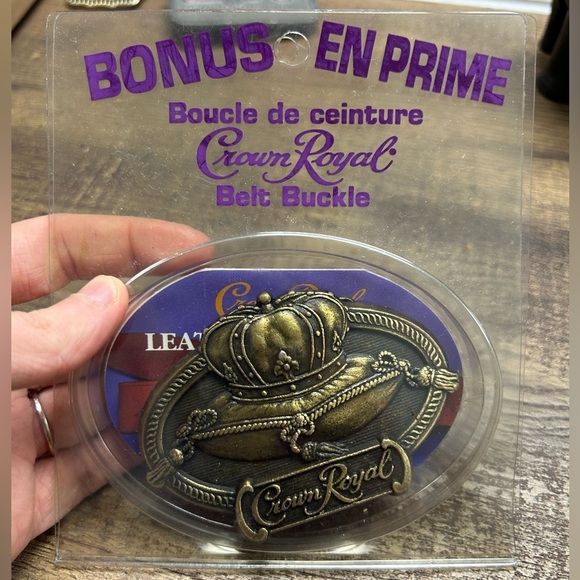 BONUS EN PRIME
Boucle de ceinture
Crown Royal
Belt Buckle
Crown Royal